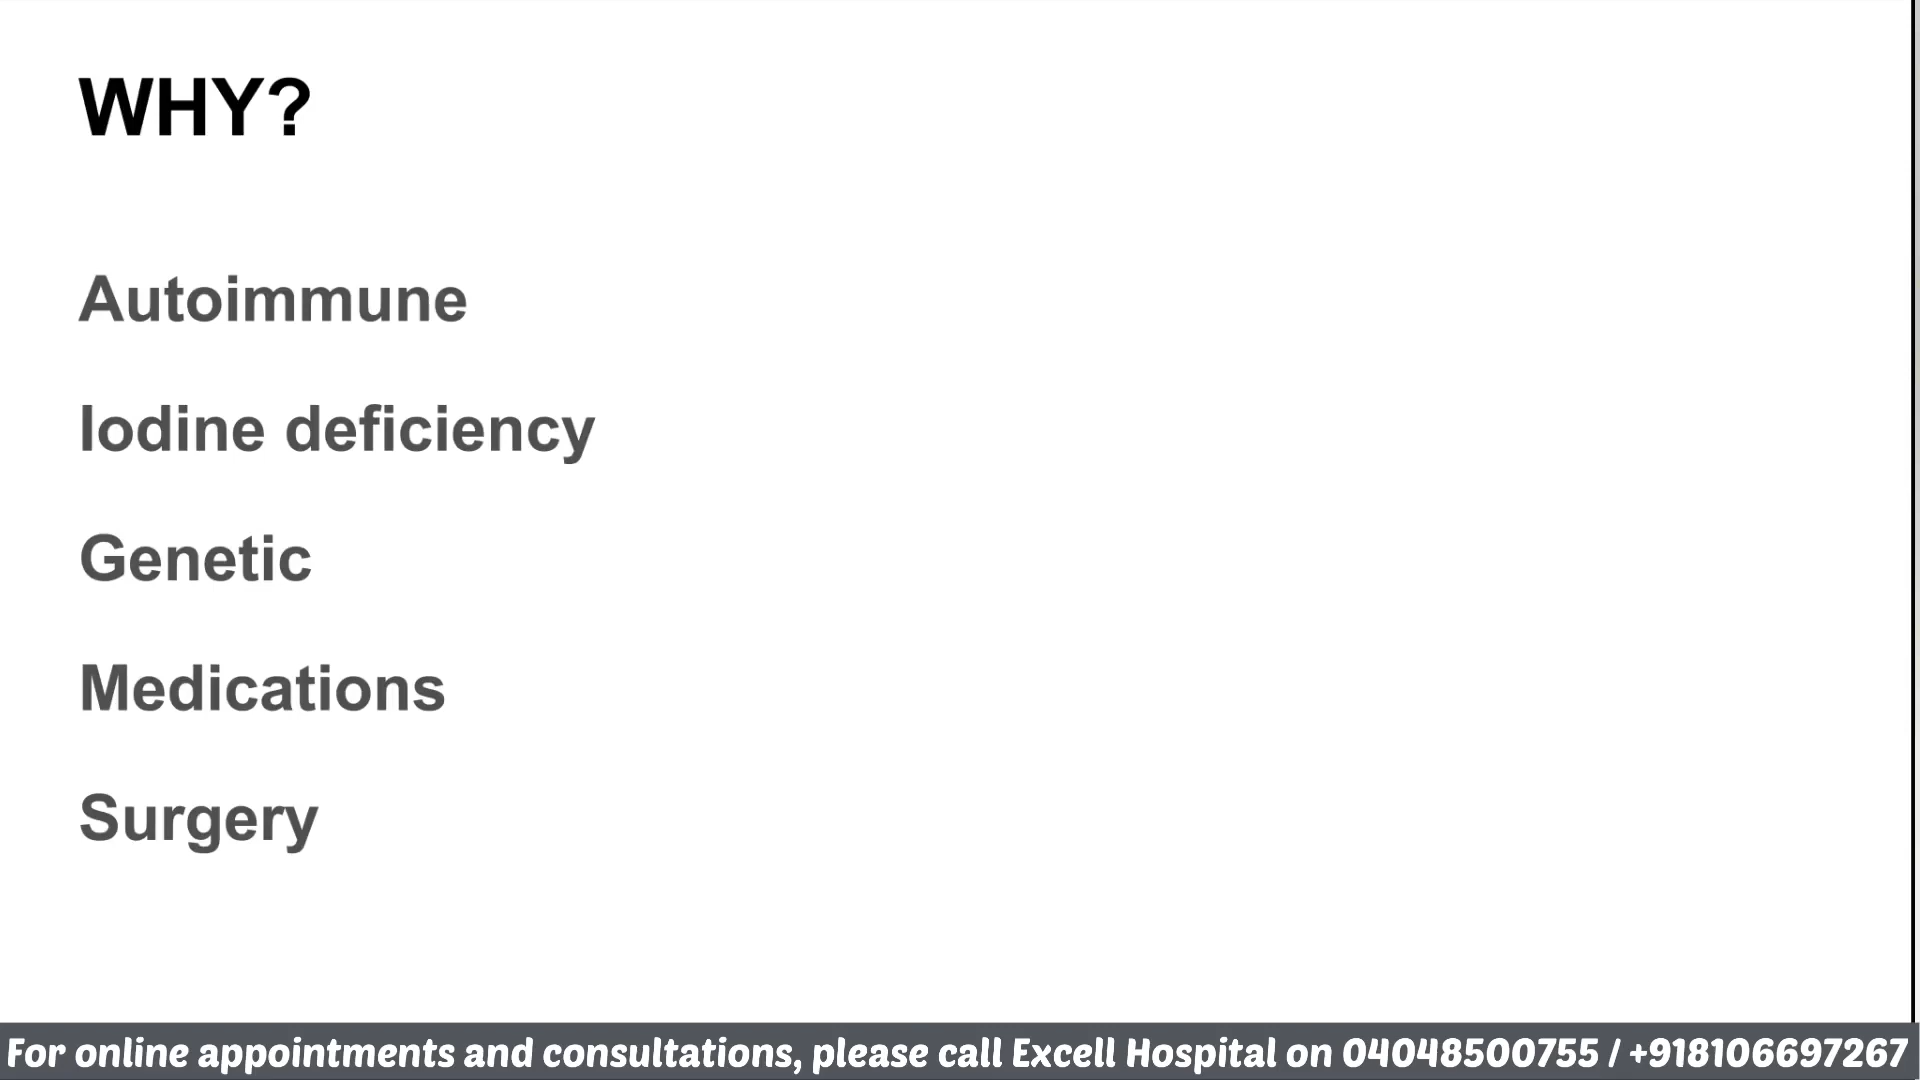 WHY?
Autoimmune
Iodine deficiency
Genetic
Medications
Surgery
For online appointments and consultations, please call Excell Hospital on 04048500755 / +918106697267